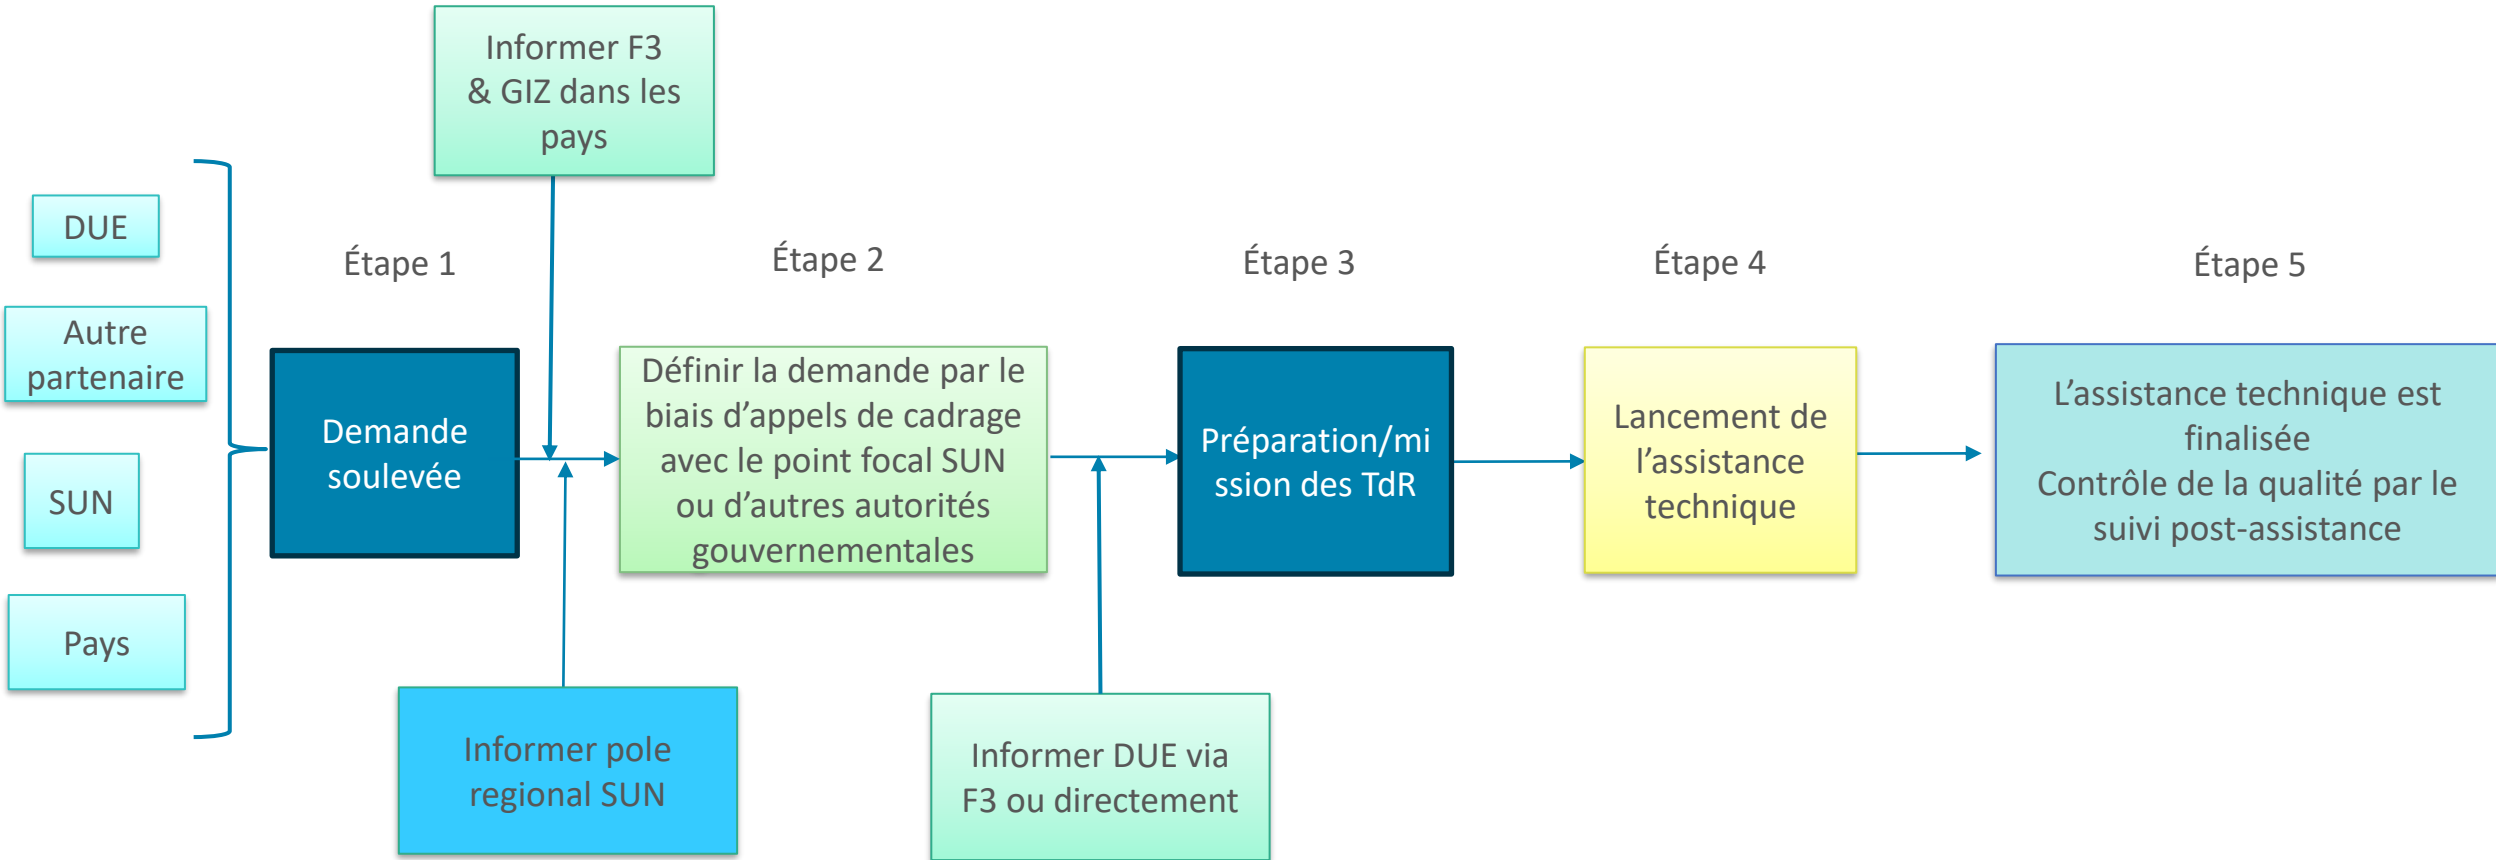 Informer F3
& GIZ dans les
pays
DUE
Autre
partenaire
SUN
Pays
Étape 1
Demande
soulevée
Informer pole
regional SUN
Étape 2
Définir la demande par le
biais d’appels de cadrage
avec le point focal SUN
ou d’autres autorités
gouvernementales
Informer DUE via
F3 ou directement
Étape 3
Préparation/mi
ssion des TdR
Étape 4
Lancement de
l’assistance
technique
Étape 5
L’assistance technique est
finalisée
Contrôle de la qualité par le
suivi post-assistance